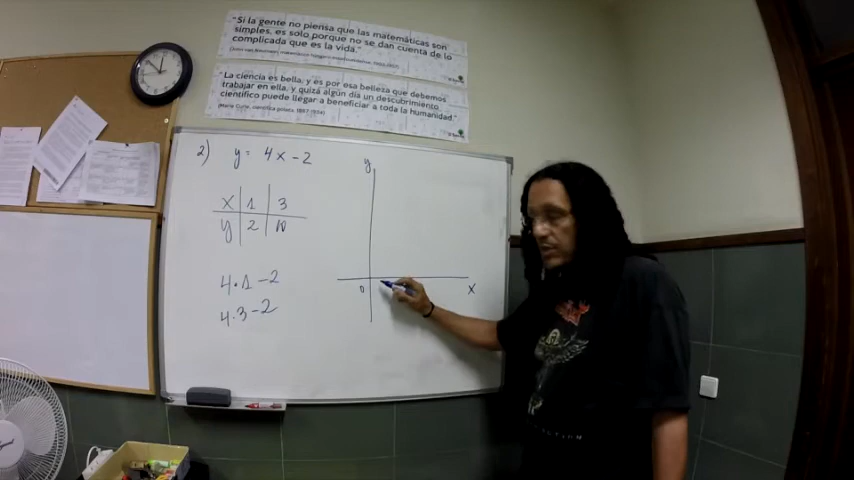 "Si la gente no piensa que las matemáticas son
simples, es solo porque no se dan cuenta de lo
complicada que es la vida."
"La ciencia es bella, y es por esa belleza que debemos
trabajar en ella, y quizá algún día un descubrimiento
científico puede llegar a beneficiar a toda la humanidad."
2) y = 4x - 2
x 1 3
y 2 10
4 · 1 - 2
4 · 3 - 2
y
0 x